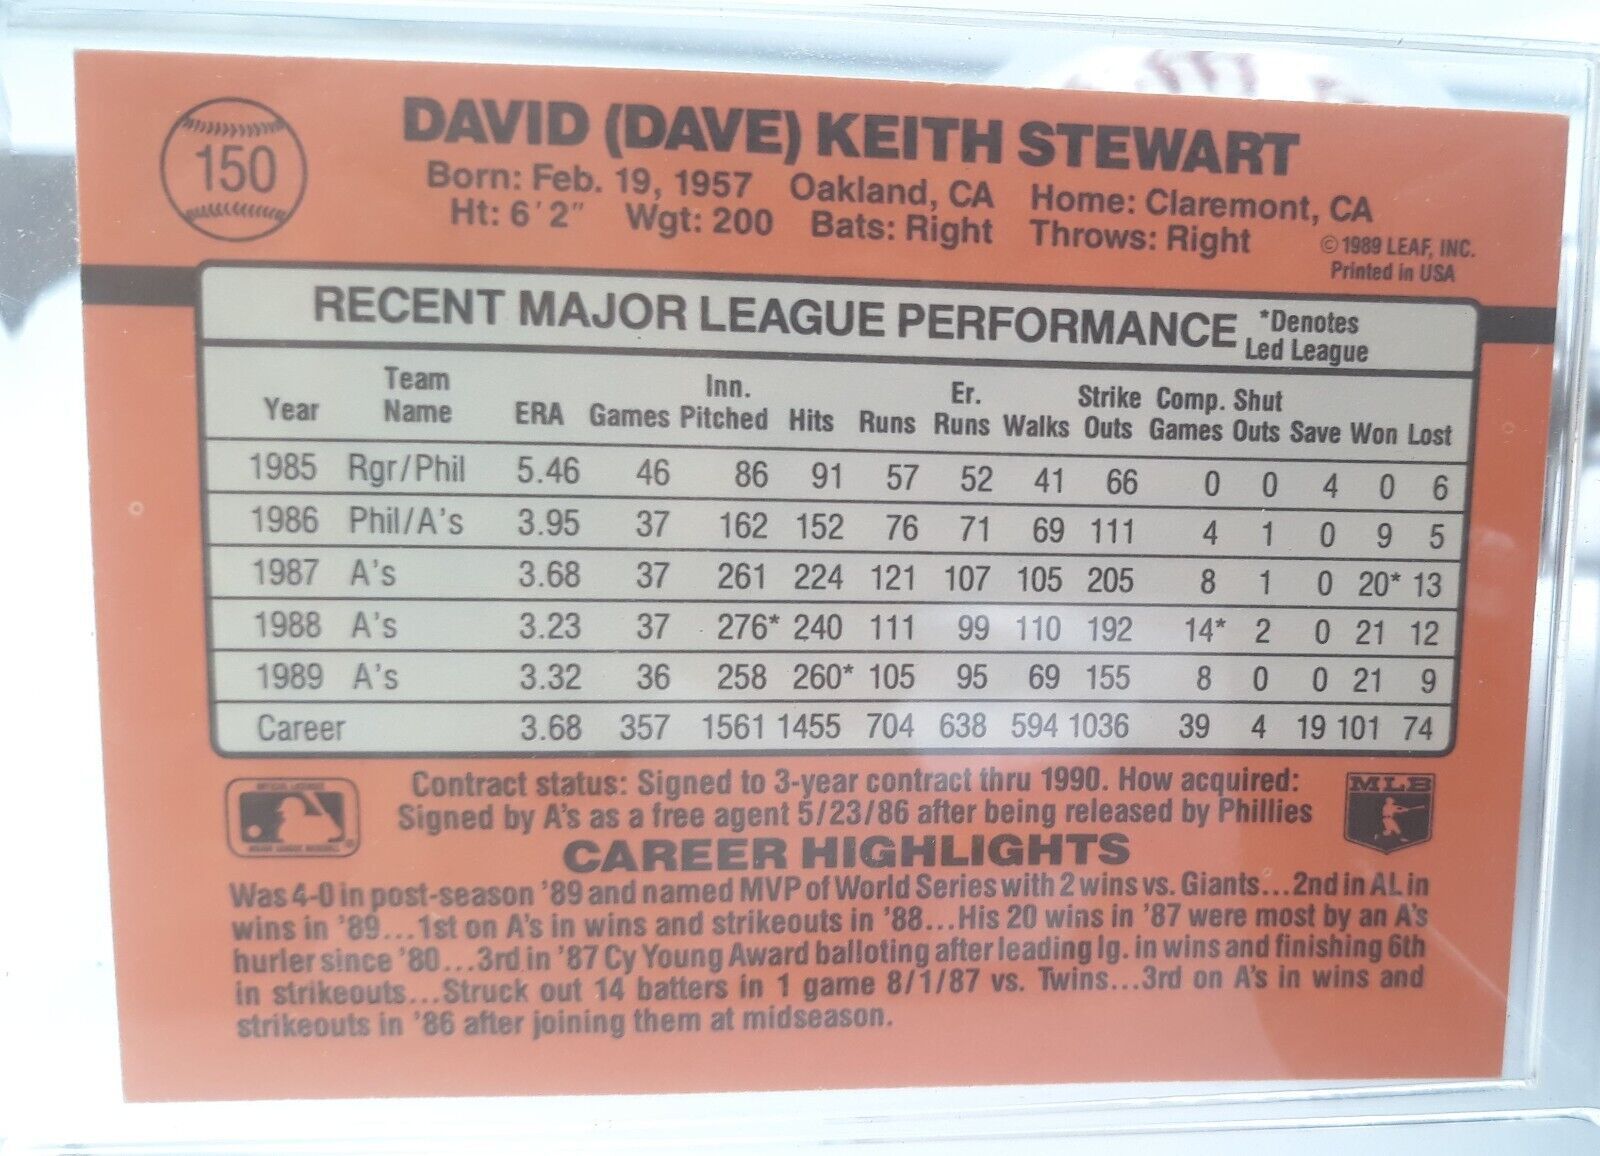 150
DAVID (DAVE) KEITH STEWART
Born: Feb. 19, 1957 Oakland, CA Home: Claremont, CA
Ht: 6'2" Wgt: 200 Bats: Right Throws: Right
©1989 LEAF, INC.
Printed in USA
RECENT MAJOR LEAGUE PERFORMANCE
*Denotes
Led League
Year Team Name ERA Games Inn. Pitched Hits Runs Er. Runs Walks Strike Outs Comp. Games Shut Outs Save Won Lost
1985 Rgr/Phil 5.46 46 86 91 57 52 41 66 0 0 4 0 6
1986 Phil/A's 3.95 37 162 152 76 71 69 111 4 1 0 9 5
1987 A's 3.68 37 261 224 121 107 105 205 8 1 0 20* 13
1988 A's 3.23 37 276* 240 111 99 110 192 14* 2 0 21 12
1989 A's 3.32 36 258 260* 105 95 69 155 8 0 0 21 9
Career 3.68 357 1561 1455 704 638 594 1036 39 4 19 101 74
Contract status: Signed to 3-year contract thru 1990. How acquired:
Signed by A's as a free agent 5/23/86 after being released by Phillies
MLB
CAREER HIGHLIGHTS
Was 4-0 in post-season '89 and named MVP of World Series with 2 wins vs. Giants...2nd in AL in
wins in '89...1st on A's in wins and strikeouts in '88...His 20 wins in '87 were most by an A's
hurler since '80...3rd in '87 Cy Young Award balloting after leading lg. in wins and finishing 6th
in strikeouts...Struck out 14 batters in 1 game 8/1/87 vs. Twins...3rd on A's in wins and
strikeouts in '86 after joining them at midseason.